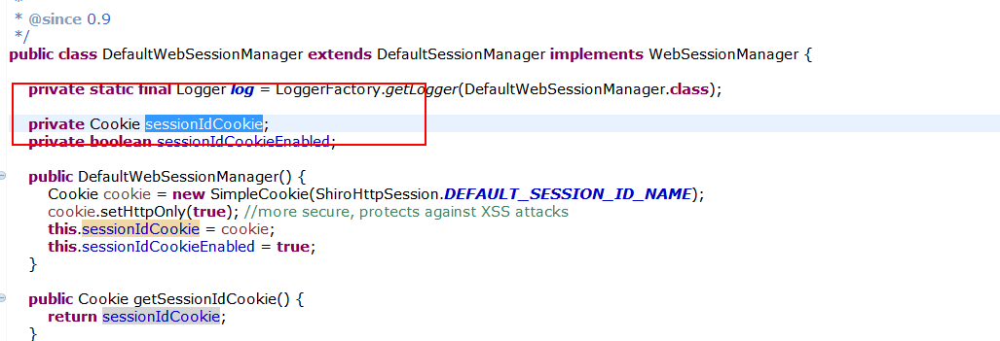 *
* @since 0.9
*/
public class DefaultWebSessionManager extends DefaultSessionManager implements WebSessionManager {
private static final Logger log = LoggerFactory.getLogger(DefaultWebSessionManager.class);
private Cookie sessionIdCookie;
private boolean sessionIdCookieEnabled;
public DefaultWebSessionManager() {
Cookie cookie = new SimpleCookie(ShiroHttpSession.DEFAULT_SESSION_ID_NAME);
cookie.setHttpOnly(true); //more secure, protects against XSS attacks
this.sessionIdCookie = cookie;
this.sessionIdCookieEnabled = true;
}
public Cookie getSessionIdCookie() {
return sessionIdCookie;
}